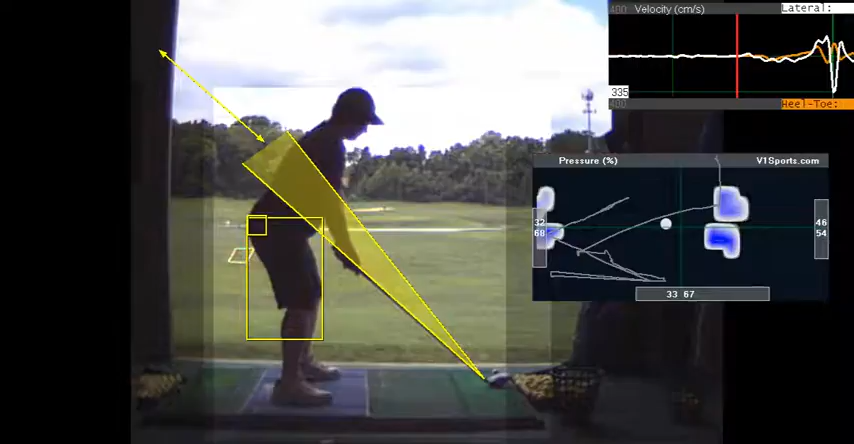 400 Velocity (cm/s) Lateral:
335
400 Heel-Toe:
Pressure (%) V1Sports.com
32 46
68 54
33 67